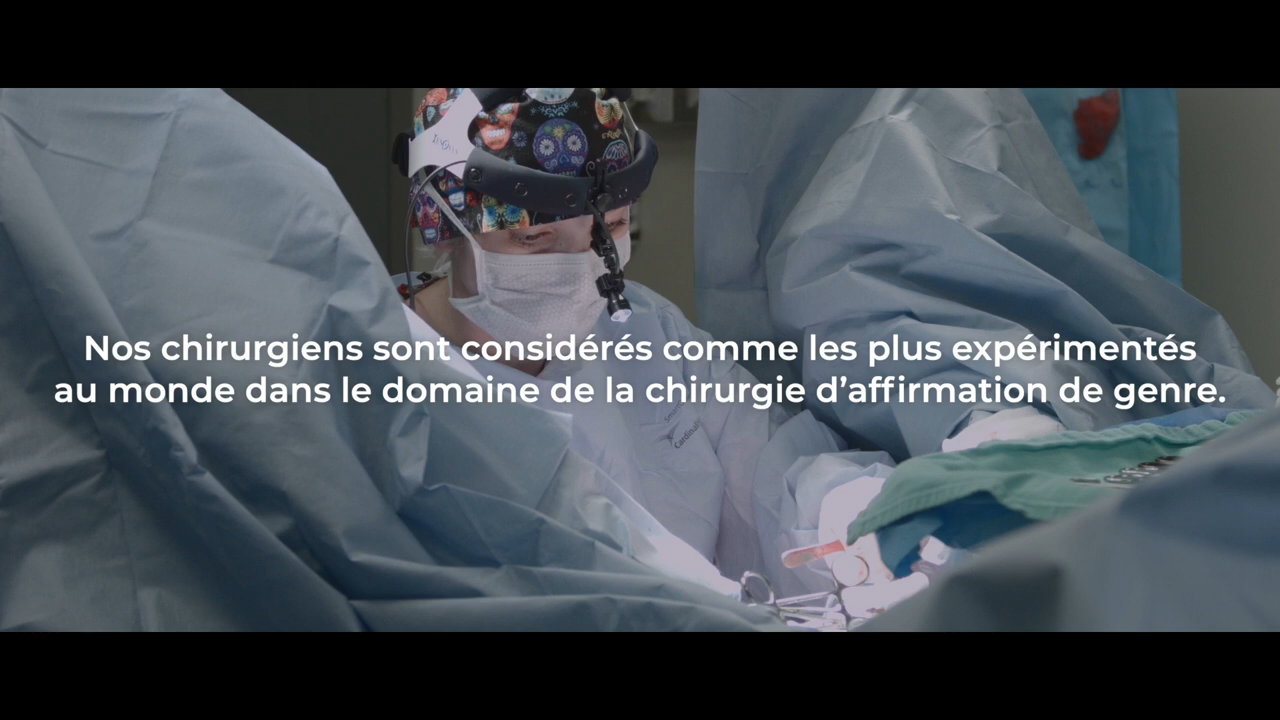 Nos chirurgiens sont considérés comme les plus expérimentés
au monde dans le domaine de la chirurgie d’affirmation de genre.